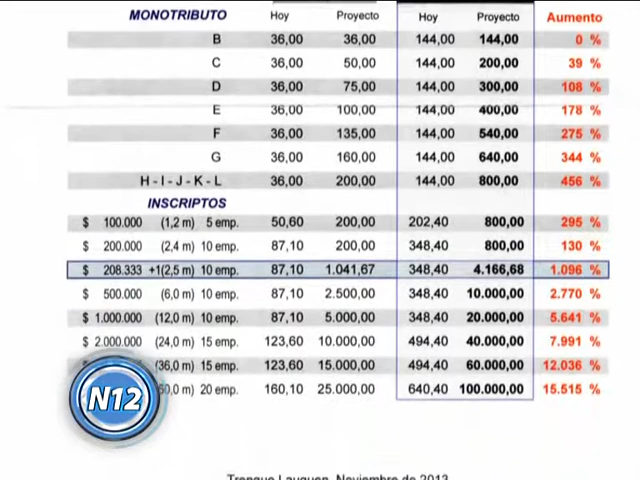 MONOTRIBUTO Hoy Proyecto Hoy Proyecto Aumento
B 36,00 36,00 144,00 144,00 0 %
C 36,00 50,00 144,00 200,00 39 %
D 36,00 75,00 144,00 300,00 108 %
E 36,00 100,00 144,00 400,00 178 %
F 36,00 135,00 144,00 540,00 275 %
G 36,00 160,00 144,00 640,00 344 %
H - I - J - K - L 36,00 200,00 144,00 800,00 456 %
INSCRIPTOS
$ 100.000 (1,2 m) 5 emp. 50,60 200,00 202,40 800,00 295 %
$ 200.000 (2,4 m) 10 emp. 87,10 200,00 348,40 800,00 130 %
$ 208.333 +1(2,5 m) 10 emp. 87,10 1.041,67 348,40 4.166,68 1.096 %
$ 500.000 (6,0 m) 10 emp. 87,10 2.500,00 348,40 10.000,00 2.770 %
$ 1.000.000 (12,0 m) 10 emp. 87,10 5.000,00 348,40 20.000,00 5.641 %
$ 2.000.000 (24,0 m) 15 emp. 123,60 10.000,00 494,40 40.000,00 7.991 %
(36,0 m) 15 emp. 123,60 15.000,00 494,40 60.000,00 12.036 %
0,0 m) 20 emp. 160,10 25.000,00 640,40 100.000,00 15.515 %
N12
Trenque Lauquen, Noviembre de 2013